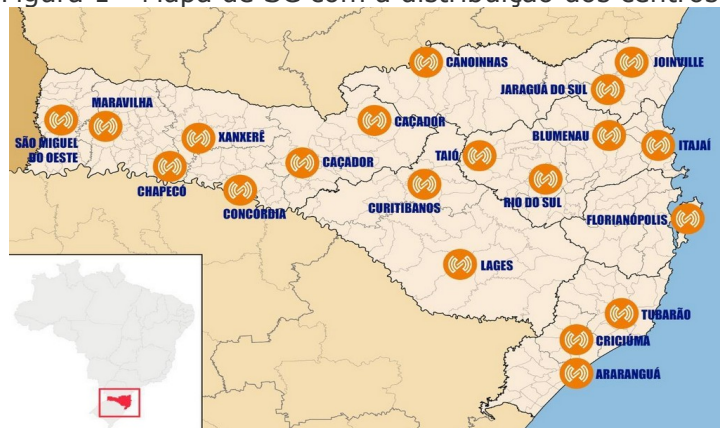 Figura 1 – Mapa de SC com a distribuição dos centros
CANOINHAS
JOINVILLE
JARAGUÁ DO SUL
MARAVILHA
CAÇADOR
BLUMENAU
ITAJAÍ
SÃO MIGUEL
DO OESTE
XANXERÊ
CAÇADOR
TAIÓ
CHAPECÓ
CONCÓRDIA
CURITIBANOS
RIO DO SUL
FLORIANÓPOLIS
LAGES
TUBARÃO
CRICIÚMA
ARARANGUÁ